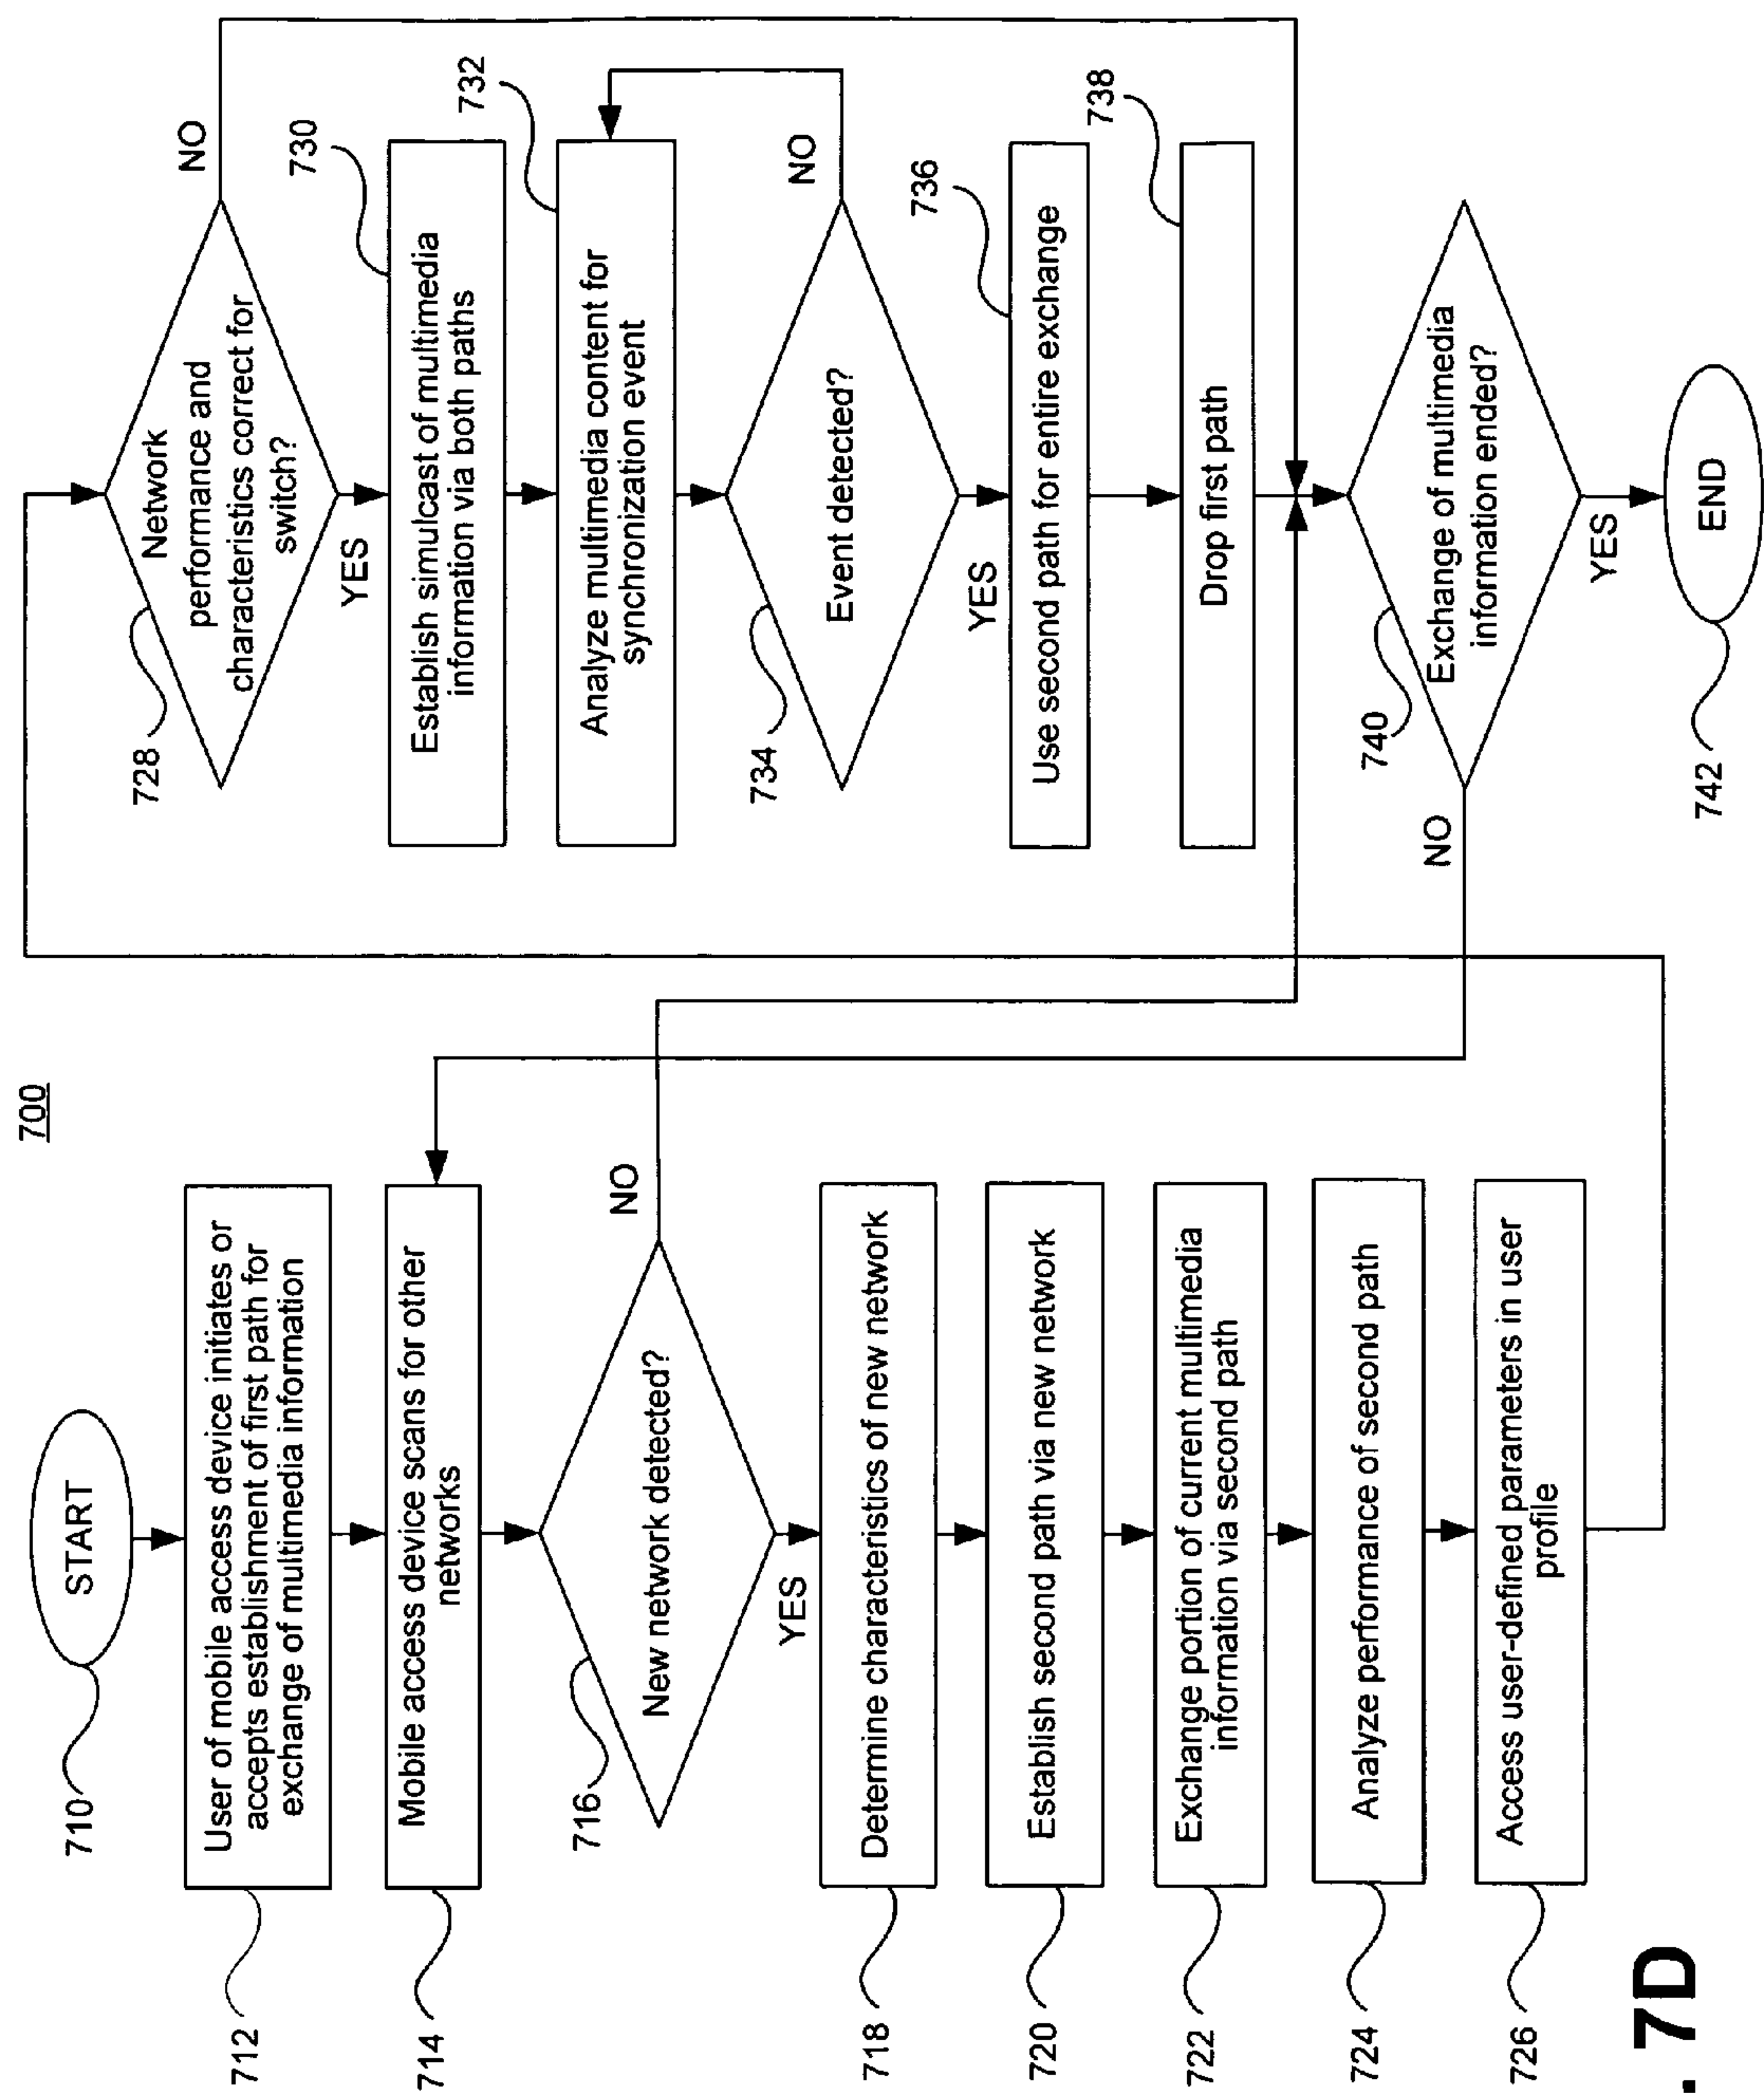 700
START
710
User of mobile access device initiates or
accepts establishment of first path for
exchange of multimedia information
712
Mobile access device scans for other
networks
714
New network detected?
716
NO
YES
Determine characteristics of new network
718
Establish second path via new network
720
Exchange portion of current multimedia
information via second path
722
Analyze performance of second path
724
Access user-defined parameters in user
profile
726
Network
performance and
characteristics correct for
switch?
728
NO
YES
Establish simulcast of multimedia
information via both paths
730
Analyze multimedia content for
synchronization event
732
Event detected?
734
NO
YES
Use second path for entire exchange
736
Drop first path
738
Exchange of multimedia
information ended?
740
NO
YES
END
742
. 7D